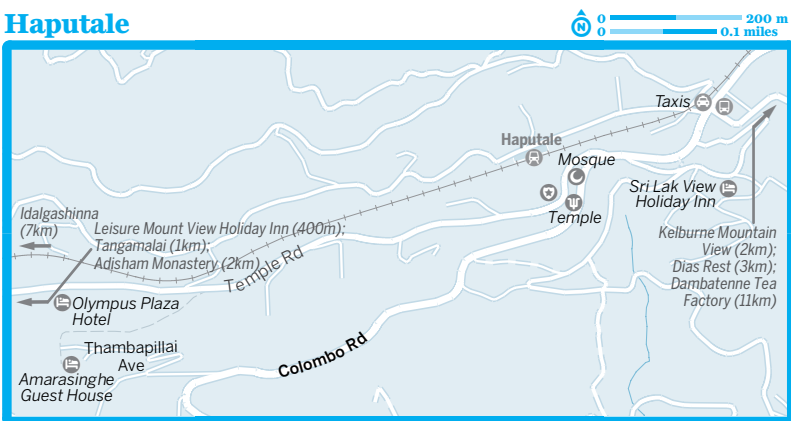 Haputale
N
0 200 m
0 0.1 miles
Taxis
Haputale
Mosque
Sri Lak View
Holiday Inn
Temple
Idalgashinna
(7km)
Leisure Mount View Holiday Inn (400m);
Tangamalai (1km);
Adisham Monastery (2km)
Kelburne Mountain
View (2km);
Dias Rest (3km);
Dambatenne Tea
Factory (11km)
Temple Rd
Olympus Plaza
Hotel
Thambapillai
Ave
Colombo Rd
Amarasinghe
Guest House